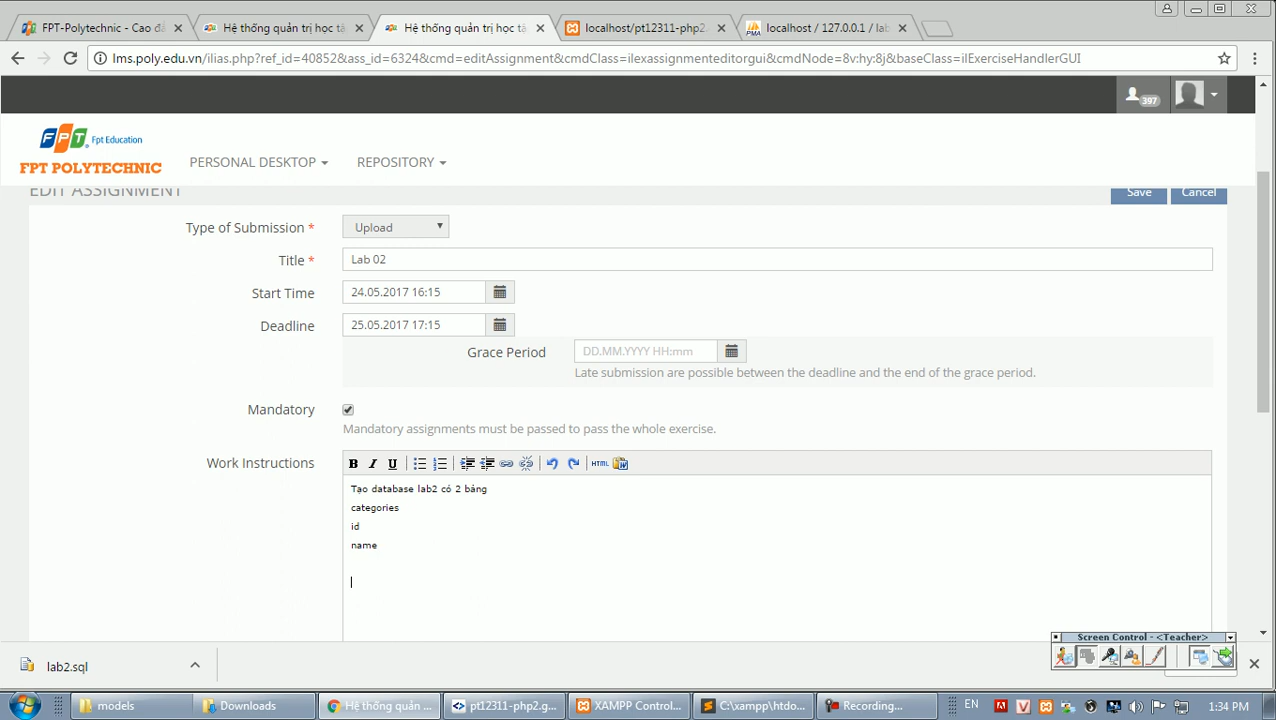 FPT-Polytechnic - Cao đẳ
Hệ thống quản trị học tậ
Hệ thống quản trị học tậ
localhost/pt12311-php2
localhost / 127.0.0.1 / lab
lms.poly.edu.vn/ilias.php?ref_id=40852&ass_id=6324&cmd=editAssignment&cmdClass=ilexassignmenteditorgui&cmdNode=8v:hy:8j&baseClass=ilExerciseHandlerGUI
397
FPT Fpt Education
FPT POLYTECHNIC
PERSONAL DESKTOP
REPOSITORY
EDIT ASSIGNMENT
Save
Cancel
Type of Submission *
Upload
Title *
Lab 02
Start Time
24.05.2017 16:15
Deadline
25.05.2017 17:15
Grace Period
DD.MM.YYYY HH:mm
Late submission are possible between the deadline and the end of the grace period.
Mandatory
Mandatory assignments must be passed to pass the whole exercise.
Work Instructions
B I U
HTML
Tạo database lab2 có 2 bảng
categories
id
name
Screen Control - <Teacher>
lab2.sql
models
Downloads
Hệ thống quản ...
pt12311-php2.g...
XAMPP Control...
C:\xampp\htdo...
Recording...
EN
1:34 PM